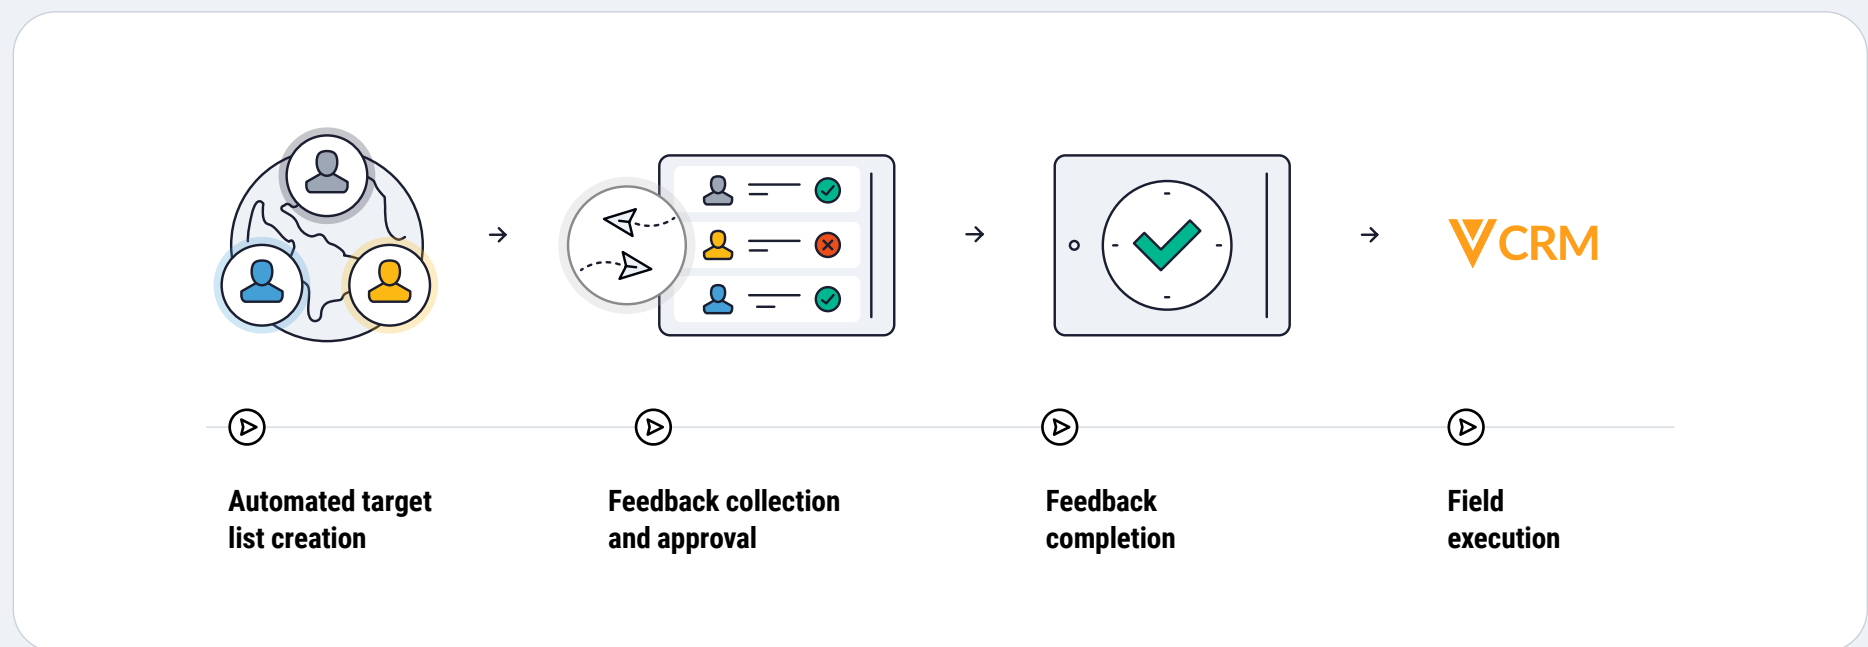 VCRM
Automated target
list creation
Feedback collection
and approval
Feedback
completion
Field
execution